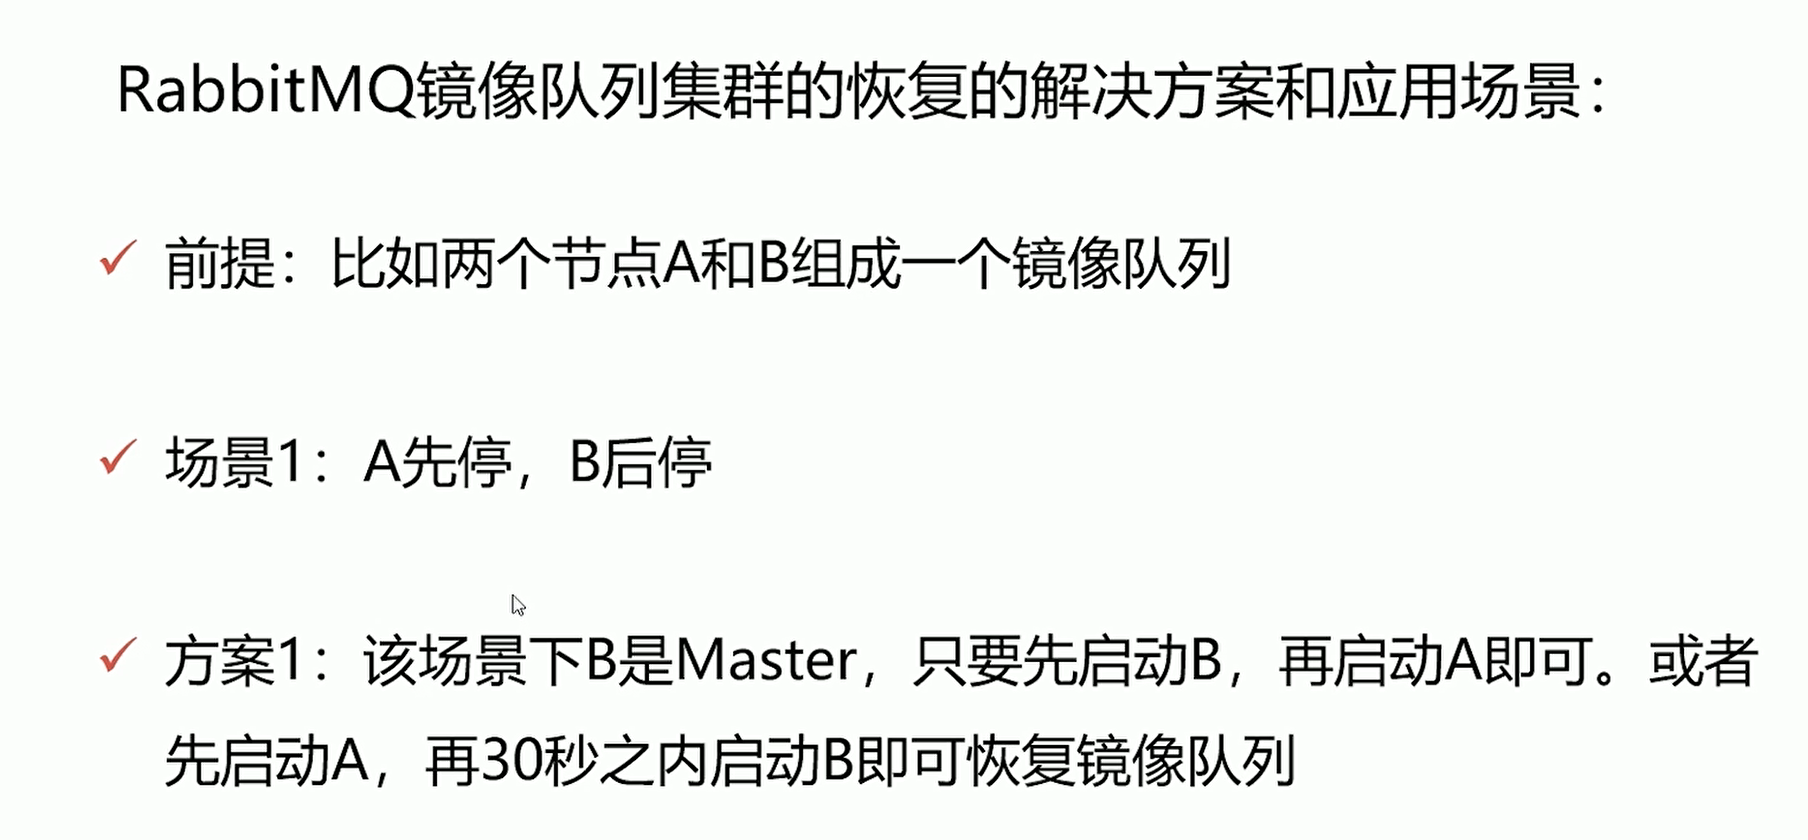 RabbitMQ镜像队列集群的恢复的解决方案和应用场景：
前提：比如两个节点A和B组成一个镜像队列
场景1：A先停，B后停
方案1：该场景下B是Master，只要先启动B，再启动A即可。或者
先启动A，再30秒之内启动B即可恢复镜像队列